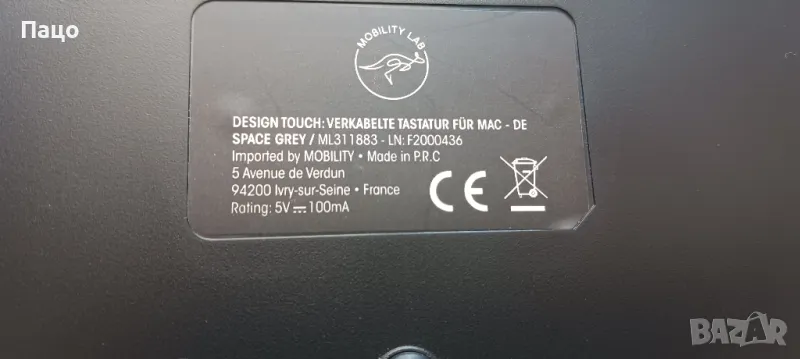 Пацо
MOBILITY LAB
DESIGN TOUCH: VERKABELTE TASTATUR FÜR MAC - DE
SPACE GREY / ML311883 - LN: F2000436
Imported by MOBILITY • Made in P.R.C
5 Avenue de Verdun
94200 Ivry-sur-Seine • France
Rating: 5V ⎓ 100mA
CE
BAZAR